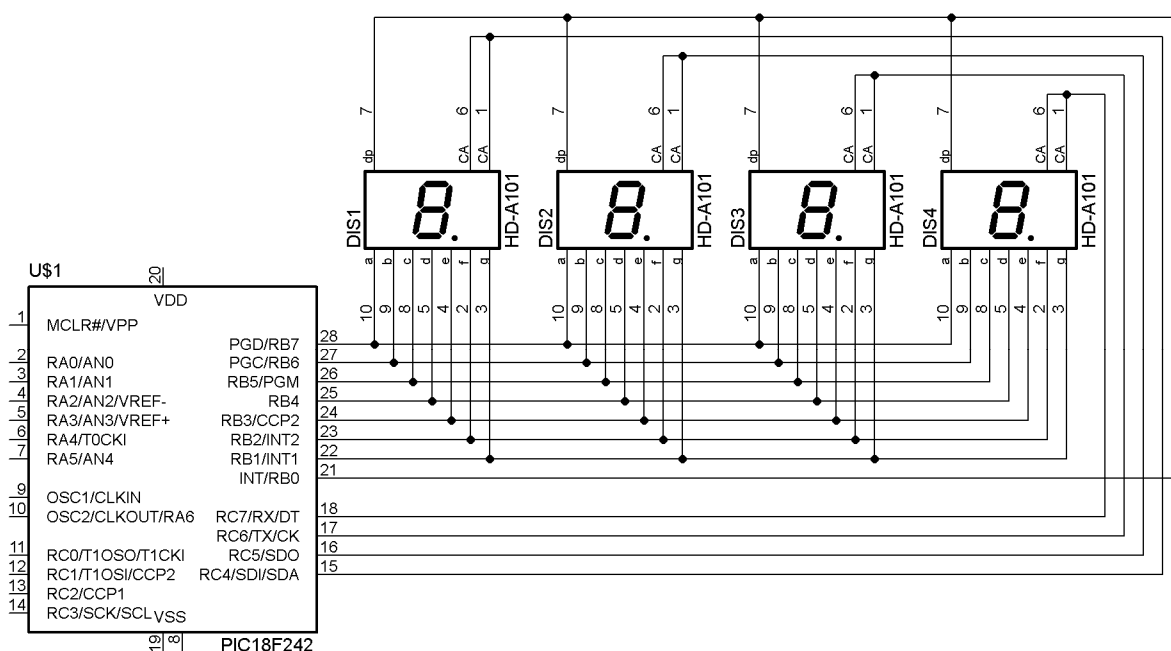 7 6 1 7 6 1 7 6 1 7 6 1
dp CA CA dp CA CA dp CA CA dp CA CA
DIS1 8. HD-A101 DIS2 8. HD-A101 DIS3 8. HD-A101 DIS4 8. HD-A101
a b c d e f g a b c d e f g a b c d e f g a b c d e f g
10 9 8 5 4 2 3 10 9 8 5 4 2 3 10 9 8 5 4 2 3 10 9 8 5 4 2 3
U$1
20
VDD
1 MCLR#/VPP
PGD/RB7 28
2 RA0/AN0 PGC/RB6 27
3 RA1/AN1 RB5/PGM 26
4 RA2/AN2/VREF- RB4 25
5 RA3/AN3/VREF+ RB3/CCP2 24
6 RA4/T0CKI RB2/INT2 23
7 RA5/AN4 RB1/INT1 22
INT/RB0 21
9 OSC1/CLKIN
10 OSC2/CLKOUT/RA6 RC7/RX/DT 18
RC6/TX/CK 17
11 RC0/T1OSO/T1CKI RC5/SDO 16
12 RC1/T1OSI/CCP2 RC4/SDI/SDA 15
13 RC2/CCP1
14 RC3/SCK/SCL VSS
19 8 PIC18F242